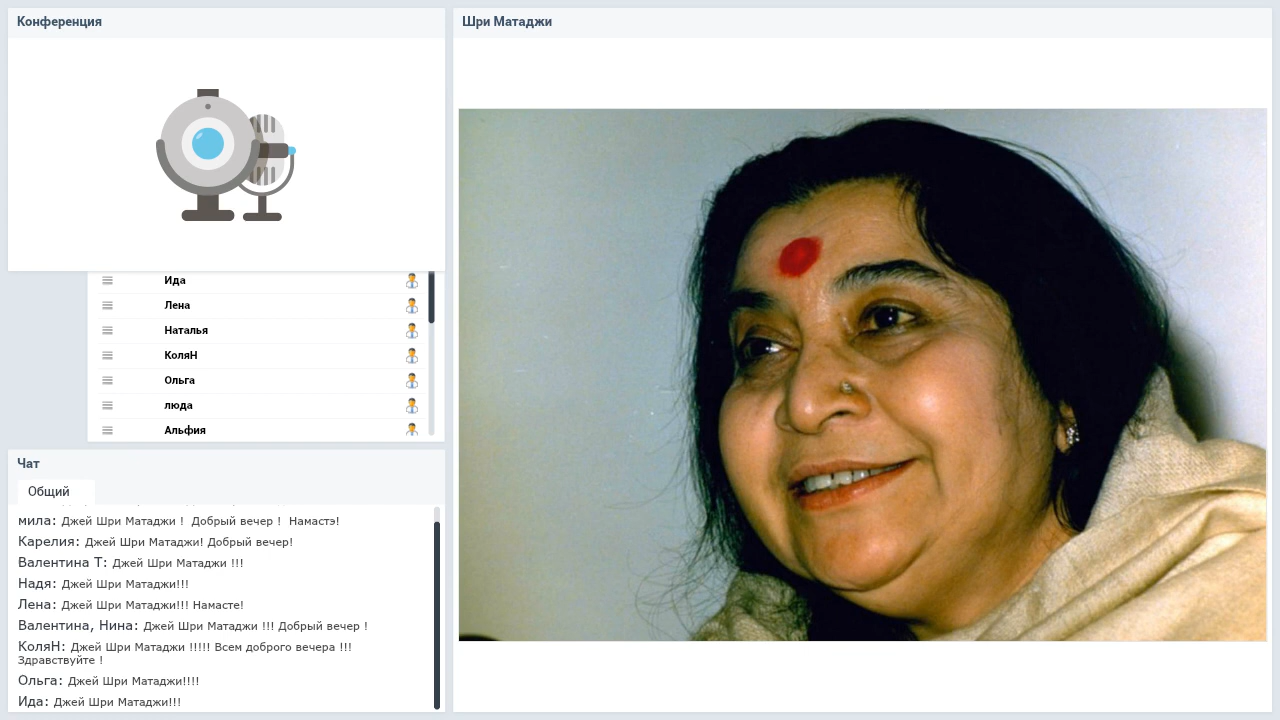 Конференция
Ида
Лена
Наталья
КоляН
Ольга
люда
Альфия
Чат
Общий
мила: Джей Шри Матаджи ! Добрый вечер ! Намастэ!
Карелия: Джей Шри Матаджи! Добрый вечер!
Валентина Т: Джей Шри Матаджи !!!
Надя: Джей Шри Матаджи!!!
Лена: Джей Шри Матаджи!!! Намасте!
Валентина, Нина: Джей Шри Матаджи !!! Добрый вечер !
КоляН: Джей Шри Матаджи !!!!! Всем доброго вечера !!!
Здравствуйте !
Ольга: Джей Шри Матаджи!!!!
Ида: Джей Шри Матаджи!!!
Шри Матаджи